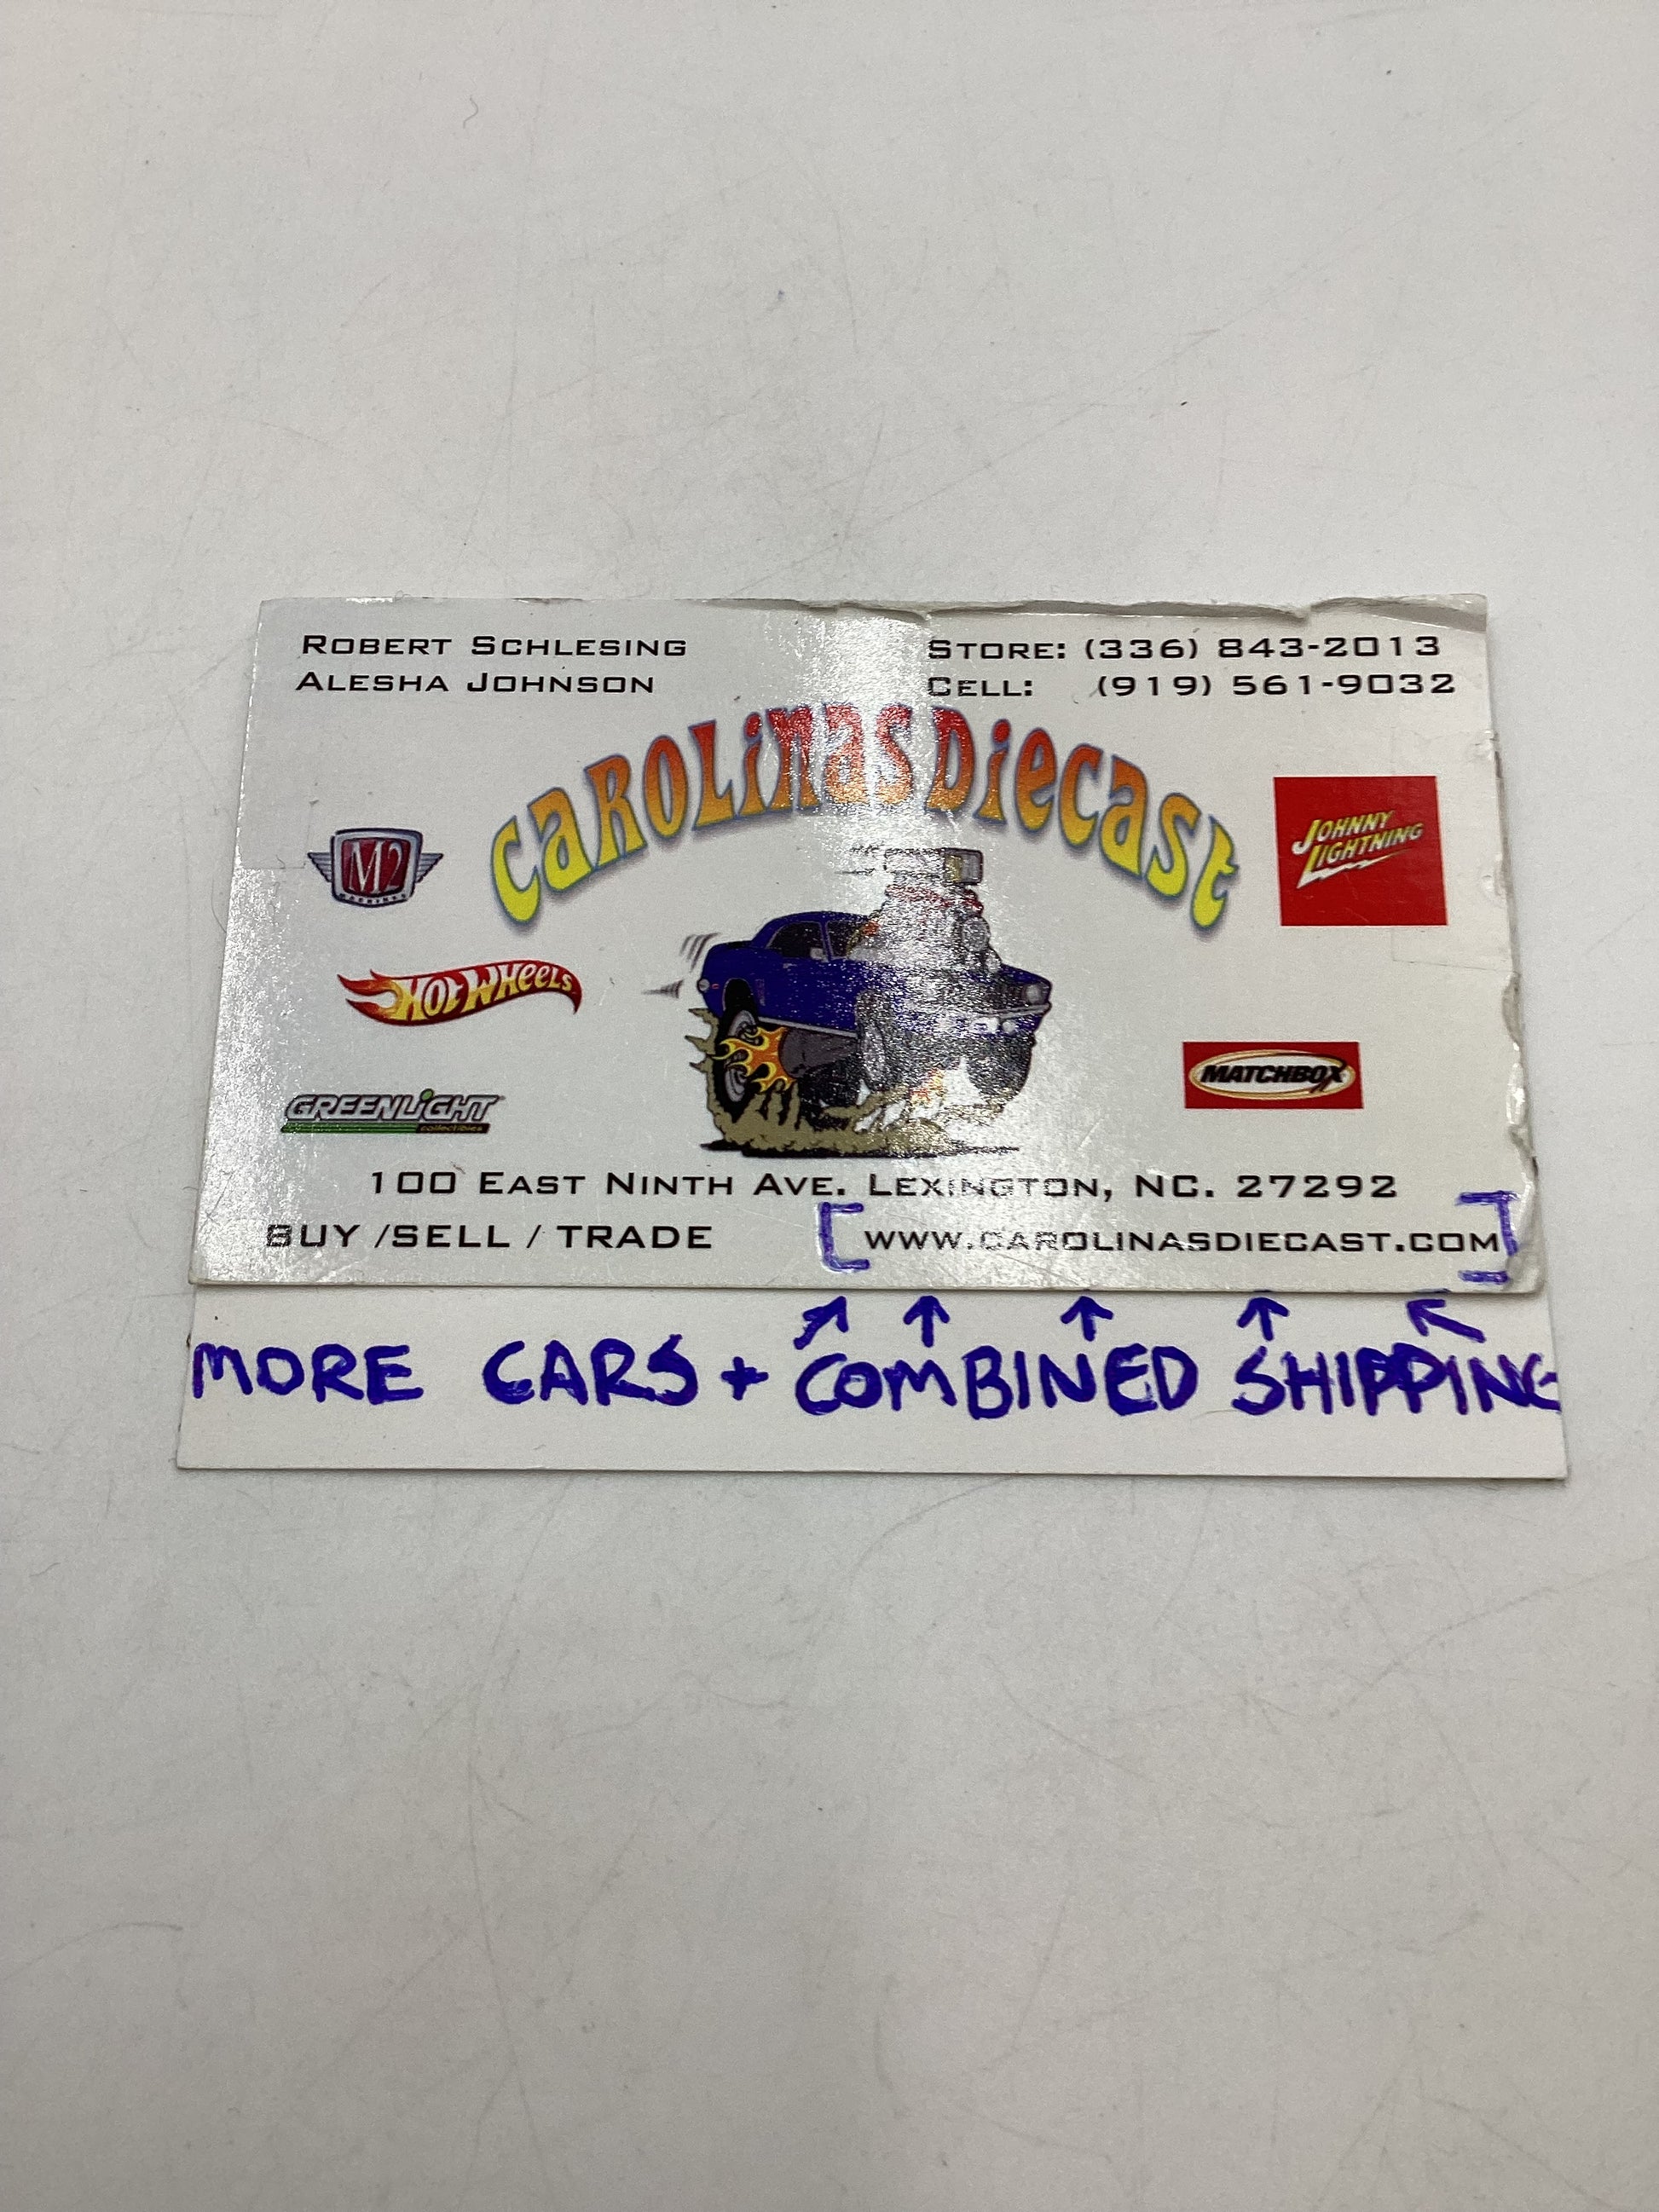 ROBERT SCHLESING
ALESHA JOHNSON
STORE: (336) 843-2013
CELL: (919) 561-9032
CAROLINAS DIECAST
M2
MACHINES
JOHNNY
LIGHTNING
HOT WHEELS
MATCHBOX
GREENLIGHT
collectibles
100 EAST NINTH AVE. LEXINGTON, NC. 27292
BUY /SELL / TRADE [WWW.CAROLINASDIECAST.COM]
MORE CARS + COMBINED SHIPPING